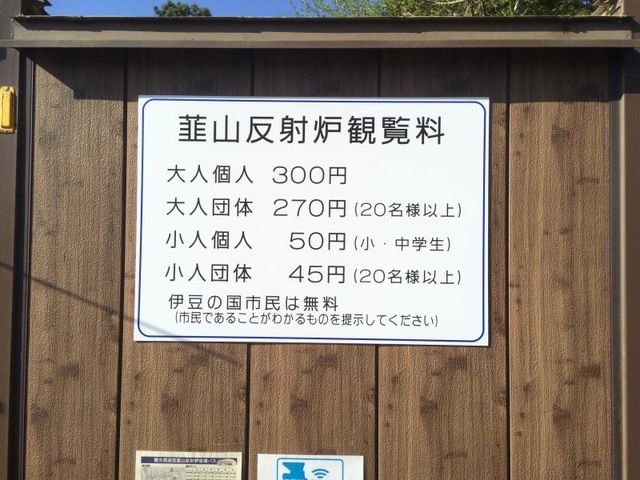 韮山反射炉観覧料
大人個人 300円
大人団体 270円(20名様以上)
小人個人 50円(小・中学生)
小人団体 45円(20名様以上)
伊豆の国市民は無料
(市民であることがわかるものを提示してください)